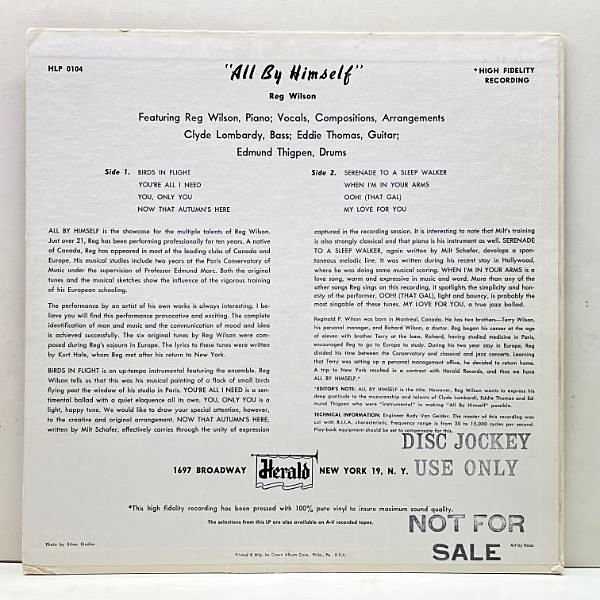 HLP 0104
"All By Himself"
*HIGH FIDELITY
RECORDING
Reg Wilson
Featuring Reg Wilson, Piano; Vocals, Compositions, Arrangements
Clyde Lombardy, Bass; Eddie Thomas, Guitar;
Edmund Thigpen, Drums
Side 1. BIRDS IN FLIGHT
YOU'RE ALL I NEED
YOU, ONLY YOU
NOW THAT AUTUMN'S HERE
Side 2. SERENADE TO A SLEEP WALKER
WHEN I'M IN YOUR ARMS
OOH! (THAT GAL)
MY LOVE FOR YOU
ALL BY HIMSELF is the showcase for the multiple talents of Reg Wilson.
Just over 21, Reg has been performing professionally for ten years. A native
of Canada, Reg has appeared in most of the leading clubs of Canada and
Europe. His musical studies include two years at the Paris Conservatory of
Music under the supervision of Professor Edmund Marc. Both the original
tunes and the musical sketches show the influence of the rigorous training
of his European schooling.
The performance by an artist of his own works is always interesting. I be-
lieve you will find this performance provocative and exciting. The complete
identification of man and music and the communication of mood and idea
is achieved successfully. The six original tunes by Reg Wilson were com-
posed during Reg's sojourn in Europe. The lyrics to these tunes were written
by Kurt Hale, whom Reg met after his return to New York.
BIRDS IN FLIGHT is an up-tempo instrumental featuring the ensemble. Reg
Wilson tells us that this was his musical painting of a flock of small birds
flying past the window of his studio in Paris. YOU'RE ALL I NEED is a sen-
timental ballad with a quiet eloquence all its own. YOU, ONLY YOU is a
light, happy tune. We would like to draw your special attention, however,
to the creative and original arrangement. NOW THAT AUTUMN'S HERE,
written by Milt Schafer, effectively carries through the unity of expression
captured in the recording session. It is interesting to note that Milt's training
is also strongly classical and that piano is his instrument as well. SERENADE
TO A SLEEP WALKER, again written by Milt Schafer, develops a spon-
taneous melodic line. It was written during his recent stay in Hollywood,
where he was doing some musical scoring. WHEN I'M IN YOUR ARMS is a
love song, warm and expressive in music and word. More than any of the
other songs Reg sings on this recording, it spotlights the simplicity and hon-
esty of the performer. OOH! (THAT GAL), light and bouncy, is probably the
most singable of these tunes. MY LOVE FOR YOU, a true jazz ballad.
Reginald P. Wilson was born in Montreal, Canada. He has two brothers—Terry Wilson,
his personal manager, and Richard Wilson, a doctor. Reg began his career at the age
of eleven with brother Terry at the bass. Richard, having studied medicine in Paris,
encouraged Reg to go to Europe to study. During his two year stay in Europe, Reg
divided his time between the Conservatory and classical and jazz concerts. Learning
that Terry was setting up a personal management office, he decided to return home.
A trip to New York resulted in a contract with Herald Records, and thus we have
ALL BY HIMSELF.*
*EDITOR'S NOTE: ALL BY HIMSELF is the title. However, Reg Wilson wants to express his
deep gratitude to the musicianship and talents of Clyde Lombardy, Eddie Thomas and Ed-
mund Thigpen who were "instrumental" in making "All By Himself" possible.
TECHNICAL INFORMATION: Engineer Rudy Van Gelder. The master of this recording was
cut with R.I.A.A. characteristic. Frequency range is from 30 to 15,000 cycles per second.
Play-back equipment should be set to compensate for this.
DISC JOCKEY
USE ONLY
1697 BROADWAY Herald NEW YORK 19, N. Y.
*This high fidelity recording has been pressed with 100% pure vinyl to insure maximum sound quality.
The selections from this LP are also available on A-V recorded tapes.
NOT FOR
SALE
Photo by Silver Studios
Printed & Mfg. by Crown Album Corp., Phila., Pa., U.S.A.
Art by Haas